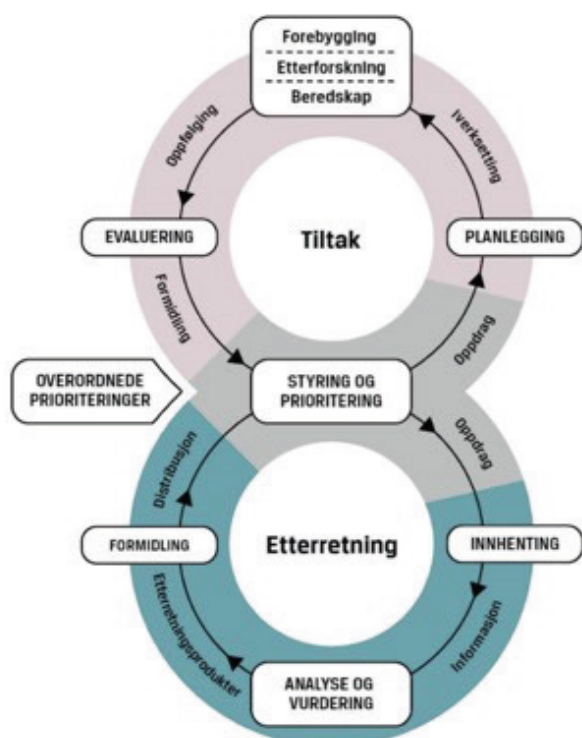 Forebygging
Etterforskning
Beredskap
Oppfølging
Iverksetting
EVALUERING
Tiltak
PLANLEGGING
Formidling
Oppdrag
OVERORDNEDE
PRIORITERINGER
STYRING OG
PRIORITERING
Distribusjon
Oppdrag
FORMIDLING
Etterretning
INNHENTING
Etterretningsprodukter
Informasjon
ANALYSE OG
VURDERING